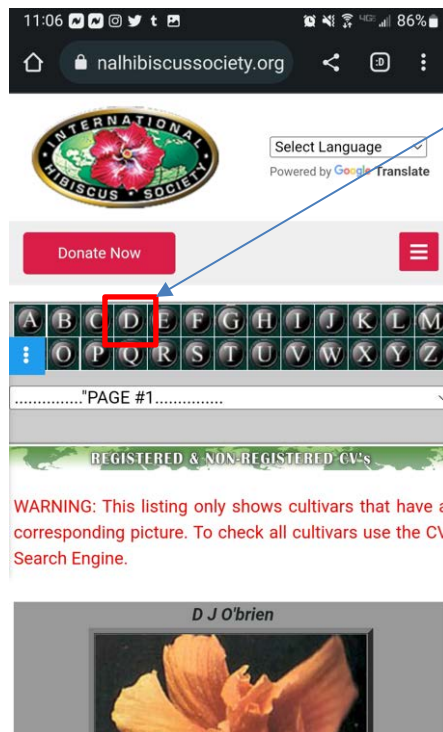 11:06 86%
nalhibiscussociety.org
INTERNATIONAL
HIBISCUS SOCIETY
Select Language
Powered by Google Translate
Donate Now
A B C D E F G H I J K L M
O P Q R S T U V W X Y Z
..............."PAGE #1...............
REGISTERED & NON-REGISTERED CV's
WARNING: This listing only shows cultivars that have a
corresponding picture. To check all cultivars use the CV
Search Engine.
D J O'brien